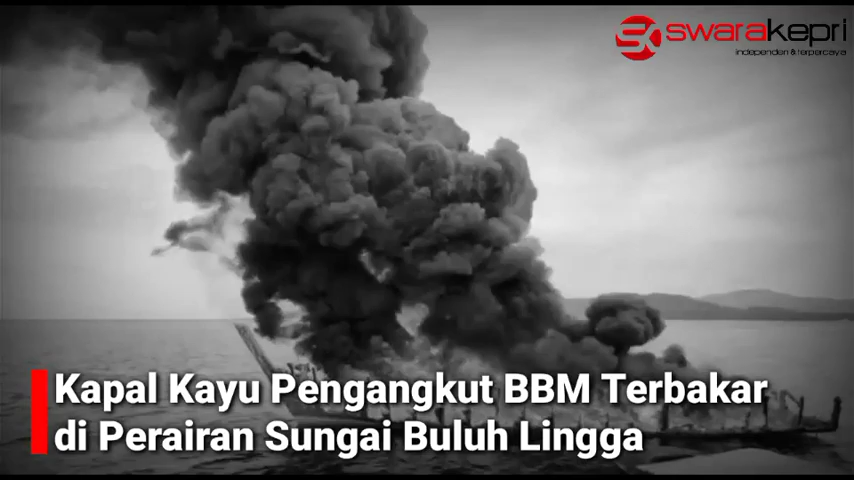 swarakepri
independen & terpercaya
Kapal Kayu Pengangkut BBM Terbakar
di Perairan Sungai Buluh Lingga